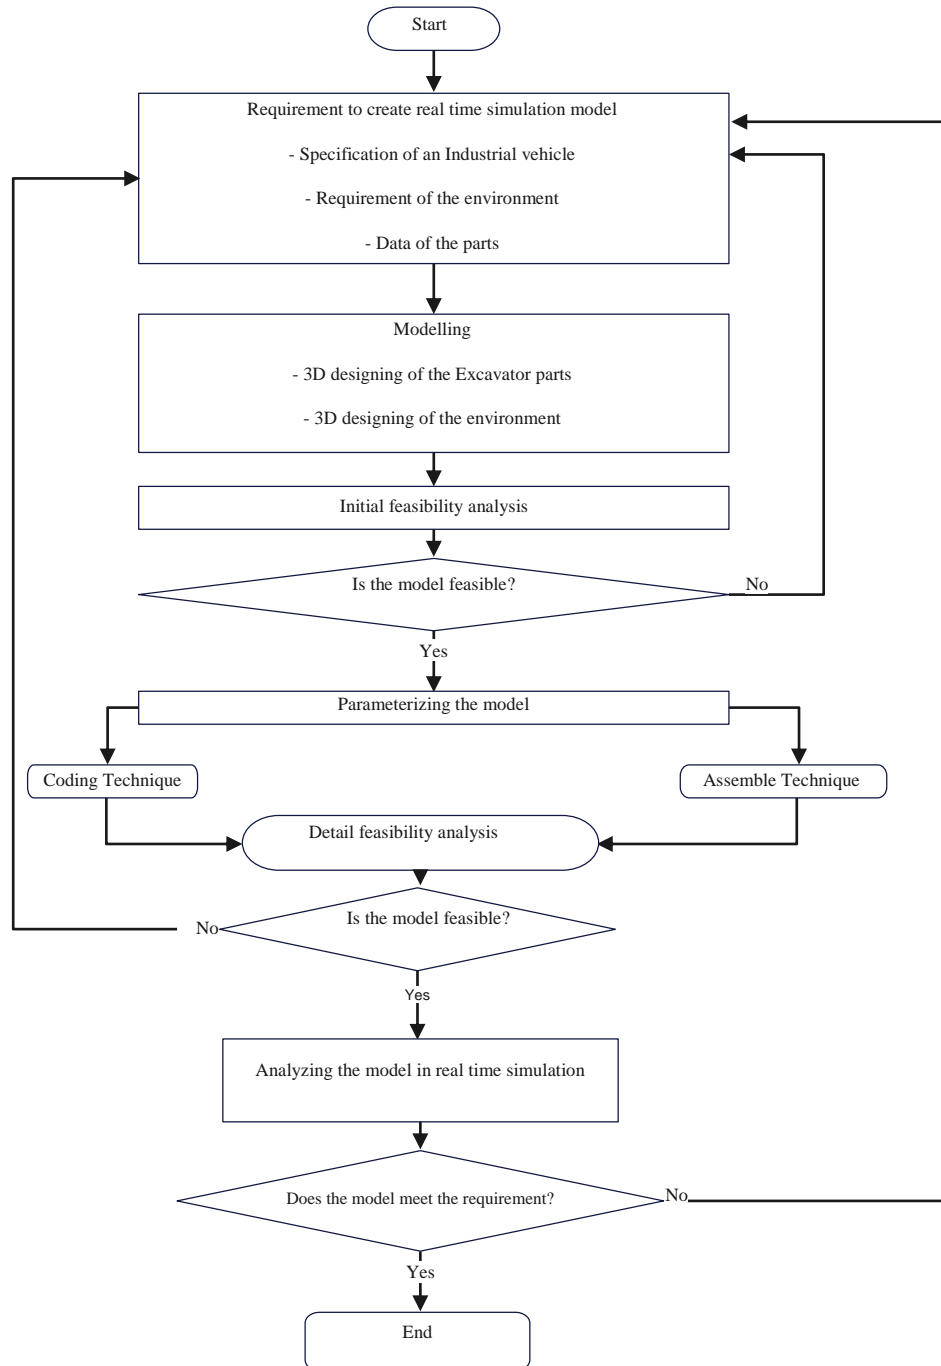 Start
Requirement to create real time simulation model
- Specification of an Industrial vehicle
- Requirement of the environment
- Data of the parts
Modelling
- 3D designing of the Excavator parts
- 3D designing of the environment
Initial feasibility analysis
Is the model feasible?
No
Yes
Parameterizing the model
Coding Technique
Assemble Technique
Detail feasibility analysis
Is the model feasible?
No
Yes
Analyzing the model in real time simulation
Does the model meet the requirement?
No
Yes
End